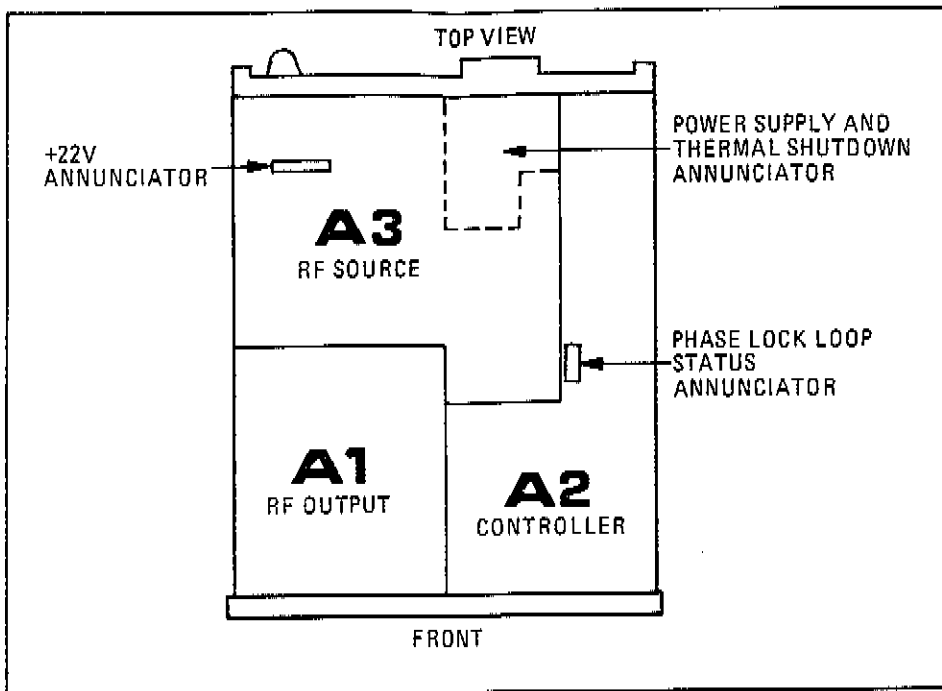 TOP VIEW
+22V
ANNUNCIATOR
POWER SUPPLY AND
THERMAL SHUTDOWN
ANNUNCIATOR
A3
RF SOURCE
PHASE LOCK LOOP
STATUS
ANNUNCIATOR
A1
RF OUTPUT
A2
CONTROLLER
FRONT